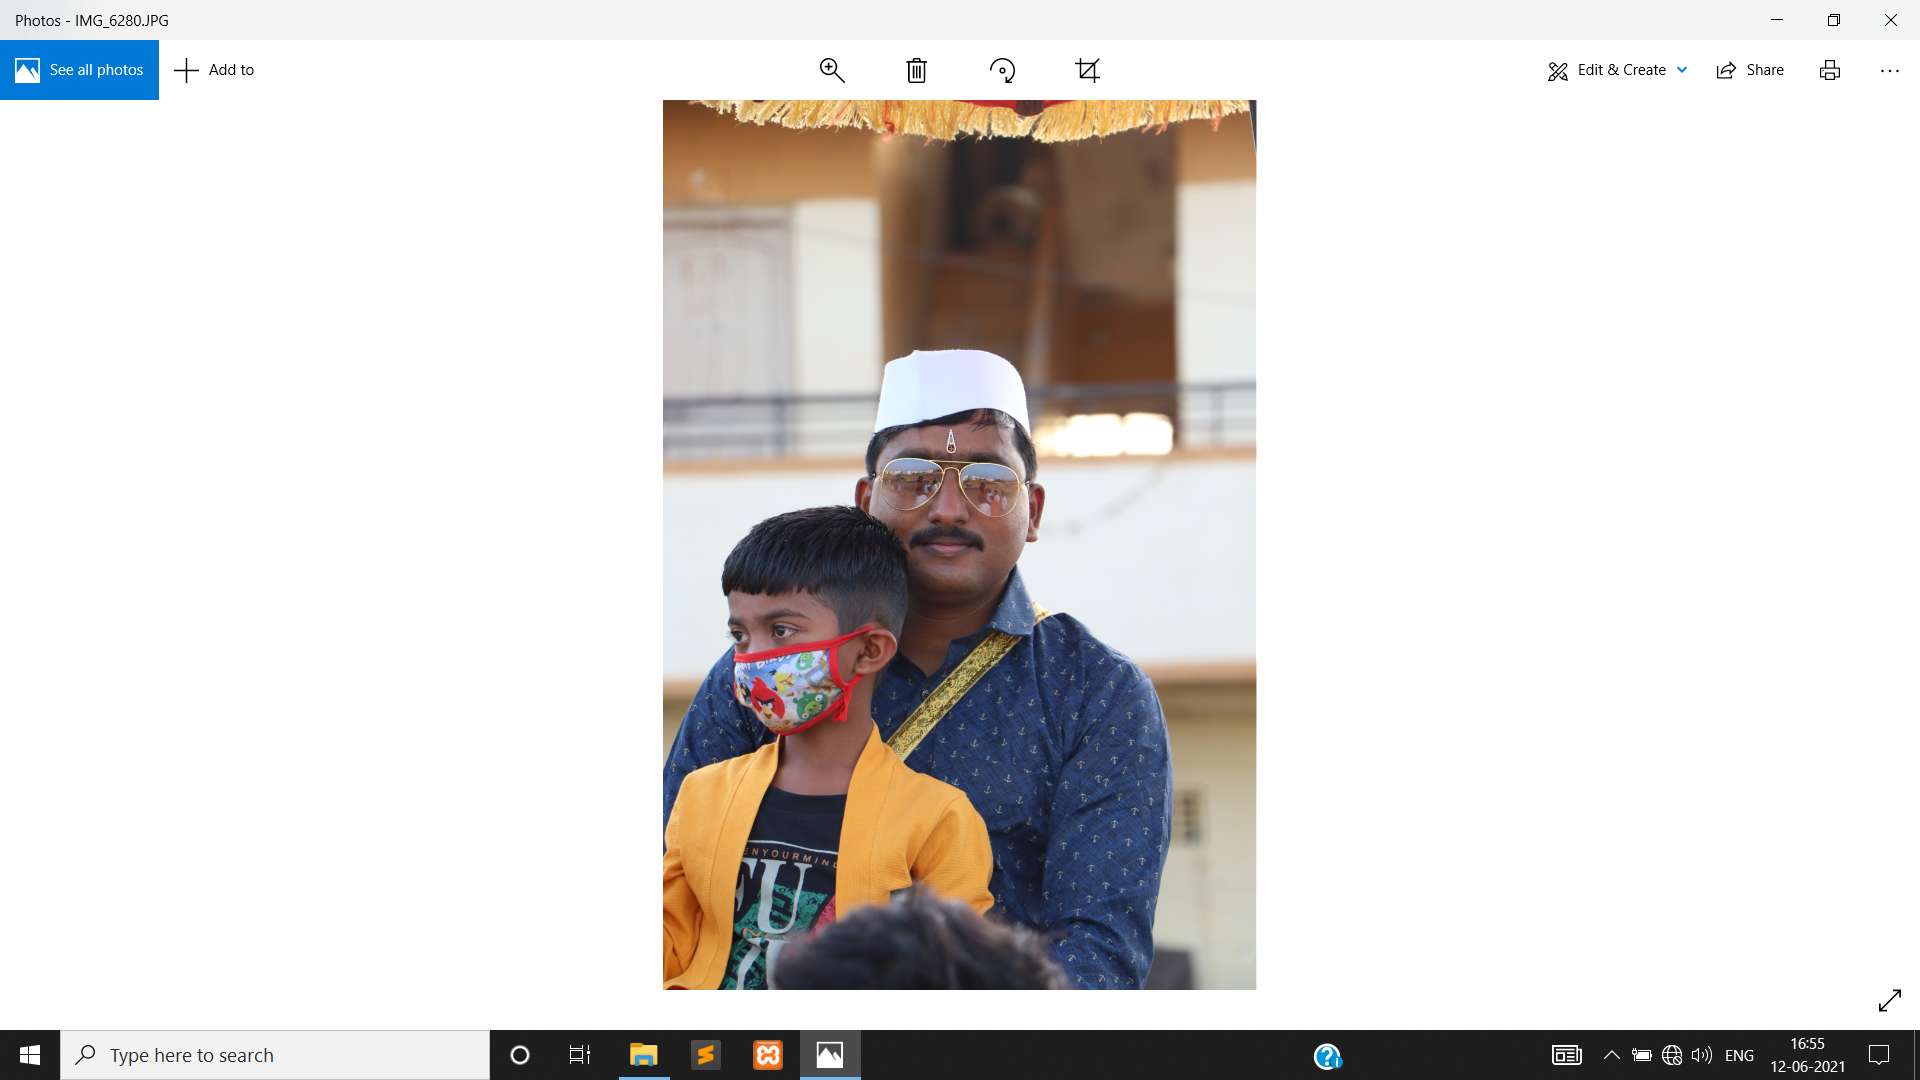 Photos - IMG_6280.JPG
See all photos
Add to
Edit & Create
Share
ENYOURMIN
FU
Type here to search
ENG
16:55
12-06-2021